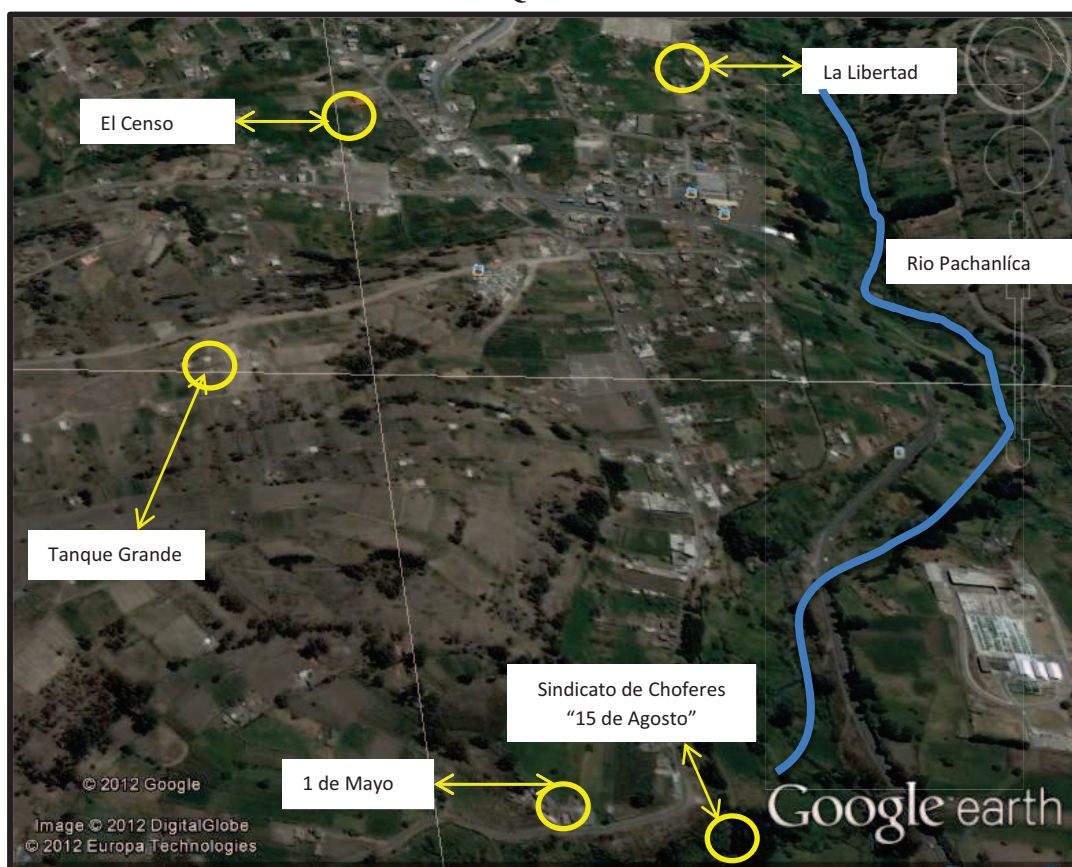 La Libertad
El Censo
Rio Pachanlíca
Tanque Grande
Sindicato de Choferes
“15 de Agosto”
1 de Mayo
© 2012 Google
Image © 2012 DigitalGlobe
© 2012 Europa Technologies
Google earth